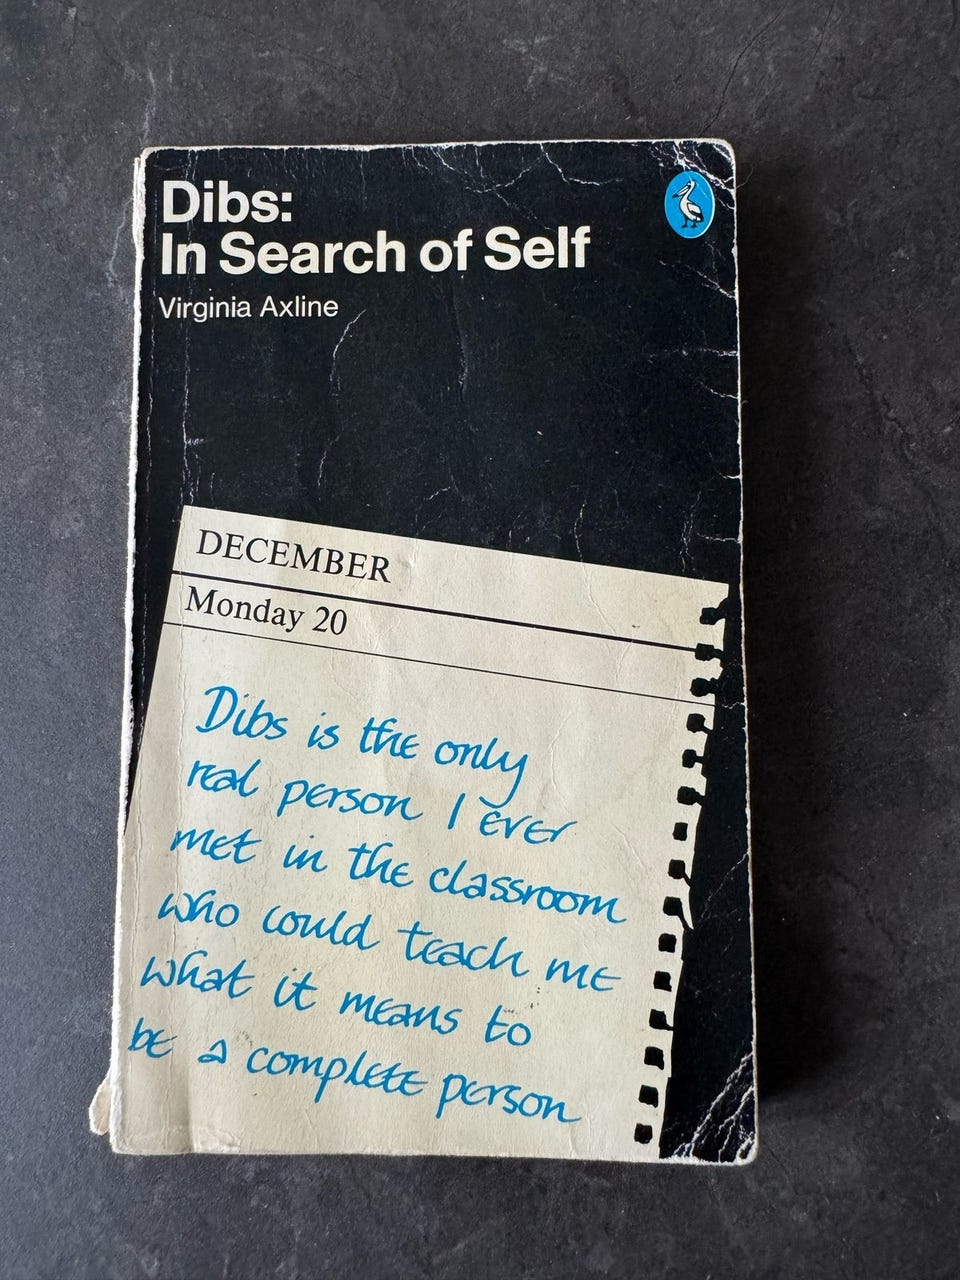 Dibs:
In Search of Self
Virginia Axline
DECEMBER
Monday 20
Dibs is the only
real person I ever
met in the classroom
who could teach me
what it means to
be a complete person